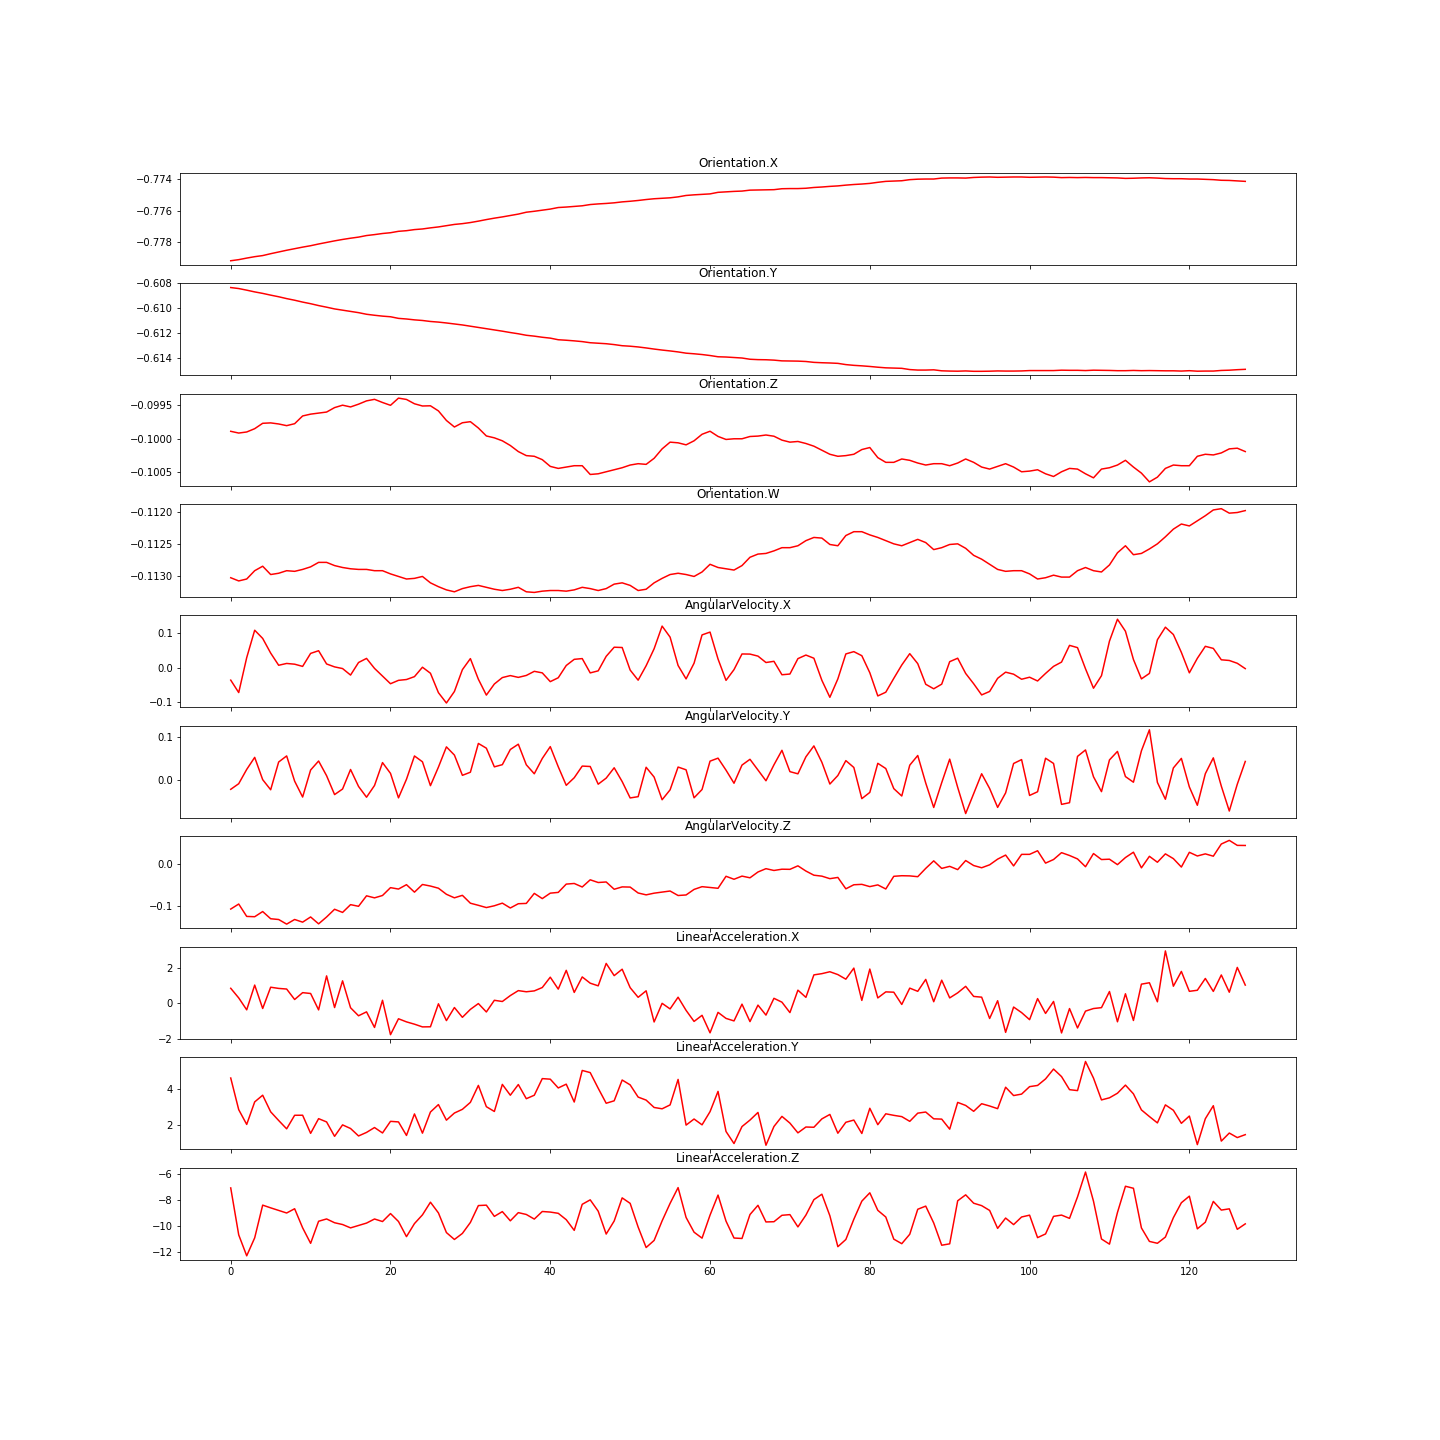 Orientation.X
−0.774
−0.776
−0.778
Orientation.Y
−0.608
−0.610
−0.612
−0.614
Orientation.Z
−0.0995
−0.1000
−0.1005
Orientation.W
−0.1120
−0.1125
−0.1130
AngularVelocity.X
0.1
0.0
−0.1
AngularVelocity.Y
0.1
0.0
AngularVelocity.Z
0.0
−0.1
LinearAcceleration.X
2
0
−2
LinearAcceleration.Y
4
2
LinearAcceleration.Z
−6
−8
−10
−12
0 20 40 60 80 100 120